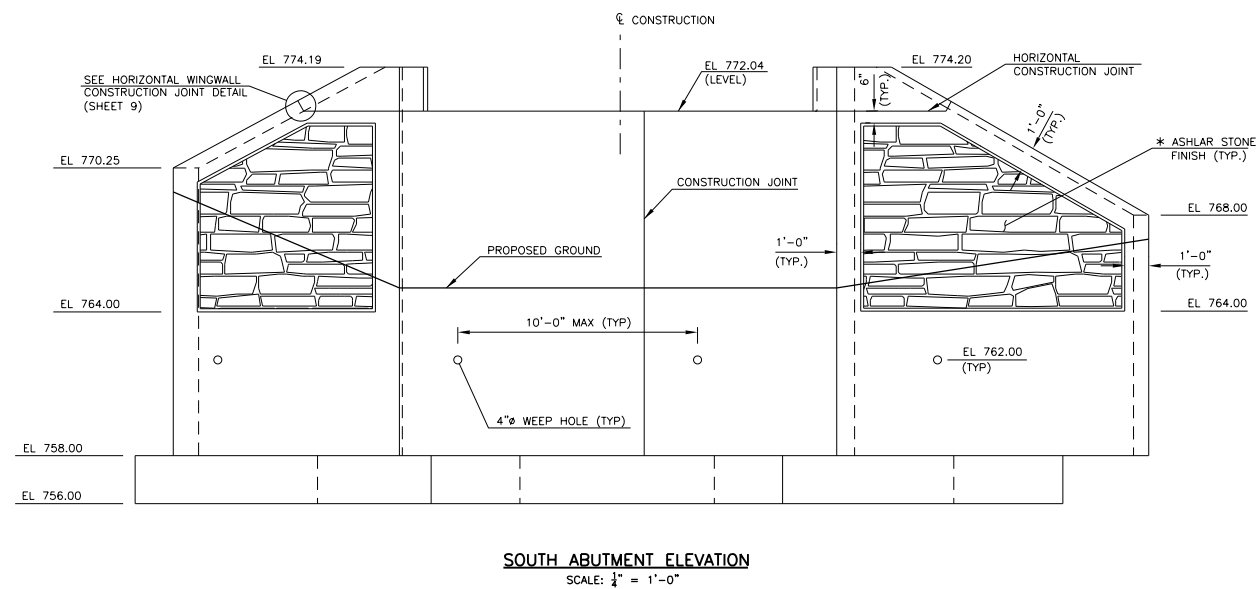 ℄ CONSTRUCTION
EL 774.19
EL 772.04
(LEVEL)
6"
(TYP.)
EL 774.20
HORIZONTAL
CONSTRUCTION JOINT
SEE HORIZONTAL WINGWALL
CONSTRUCTION JOINT DETAIL
(SHEET 9)
1'-0"
(TYP.)
* ASHLAR STONE
FINISH (TYP.)
EL 770.25
CONSTRUCTION JOINT
EL 768.00
PROPOSED GROUND
1'-0"
(TYP.)
1'-0"
(TYP.)
EL 764.00
EL 764.00
10'-0" MAX (TYP)
EL 762.00
(TYP)
4"ø WEEP HOLE (TYP)
EL 758.00
EL 756.00
SOUTH ABUTMENT ELEVATION
SCALE: ¼" = 1'-0"